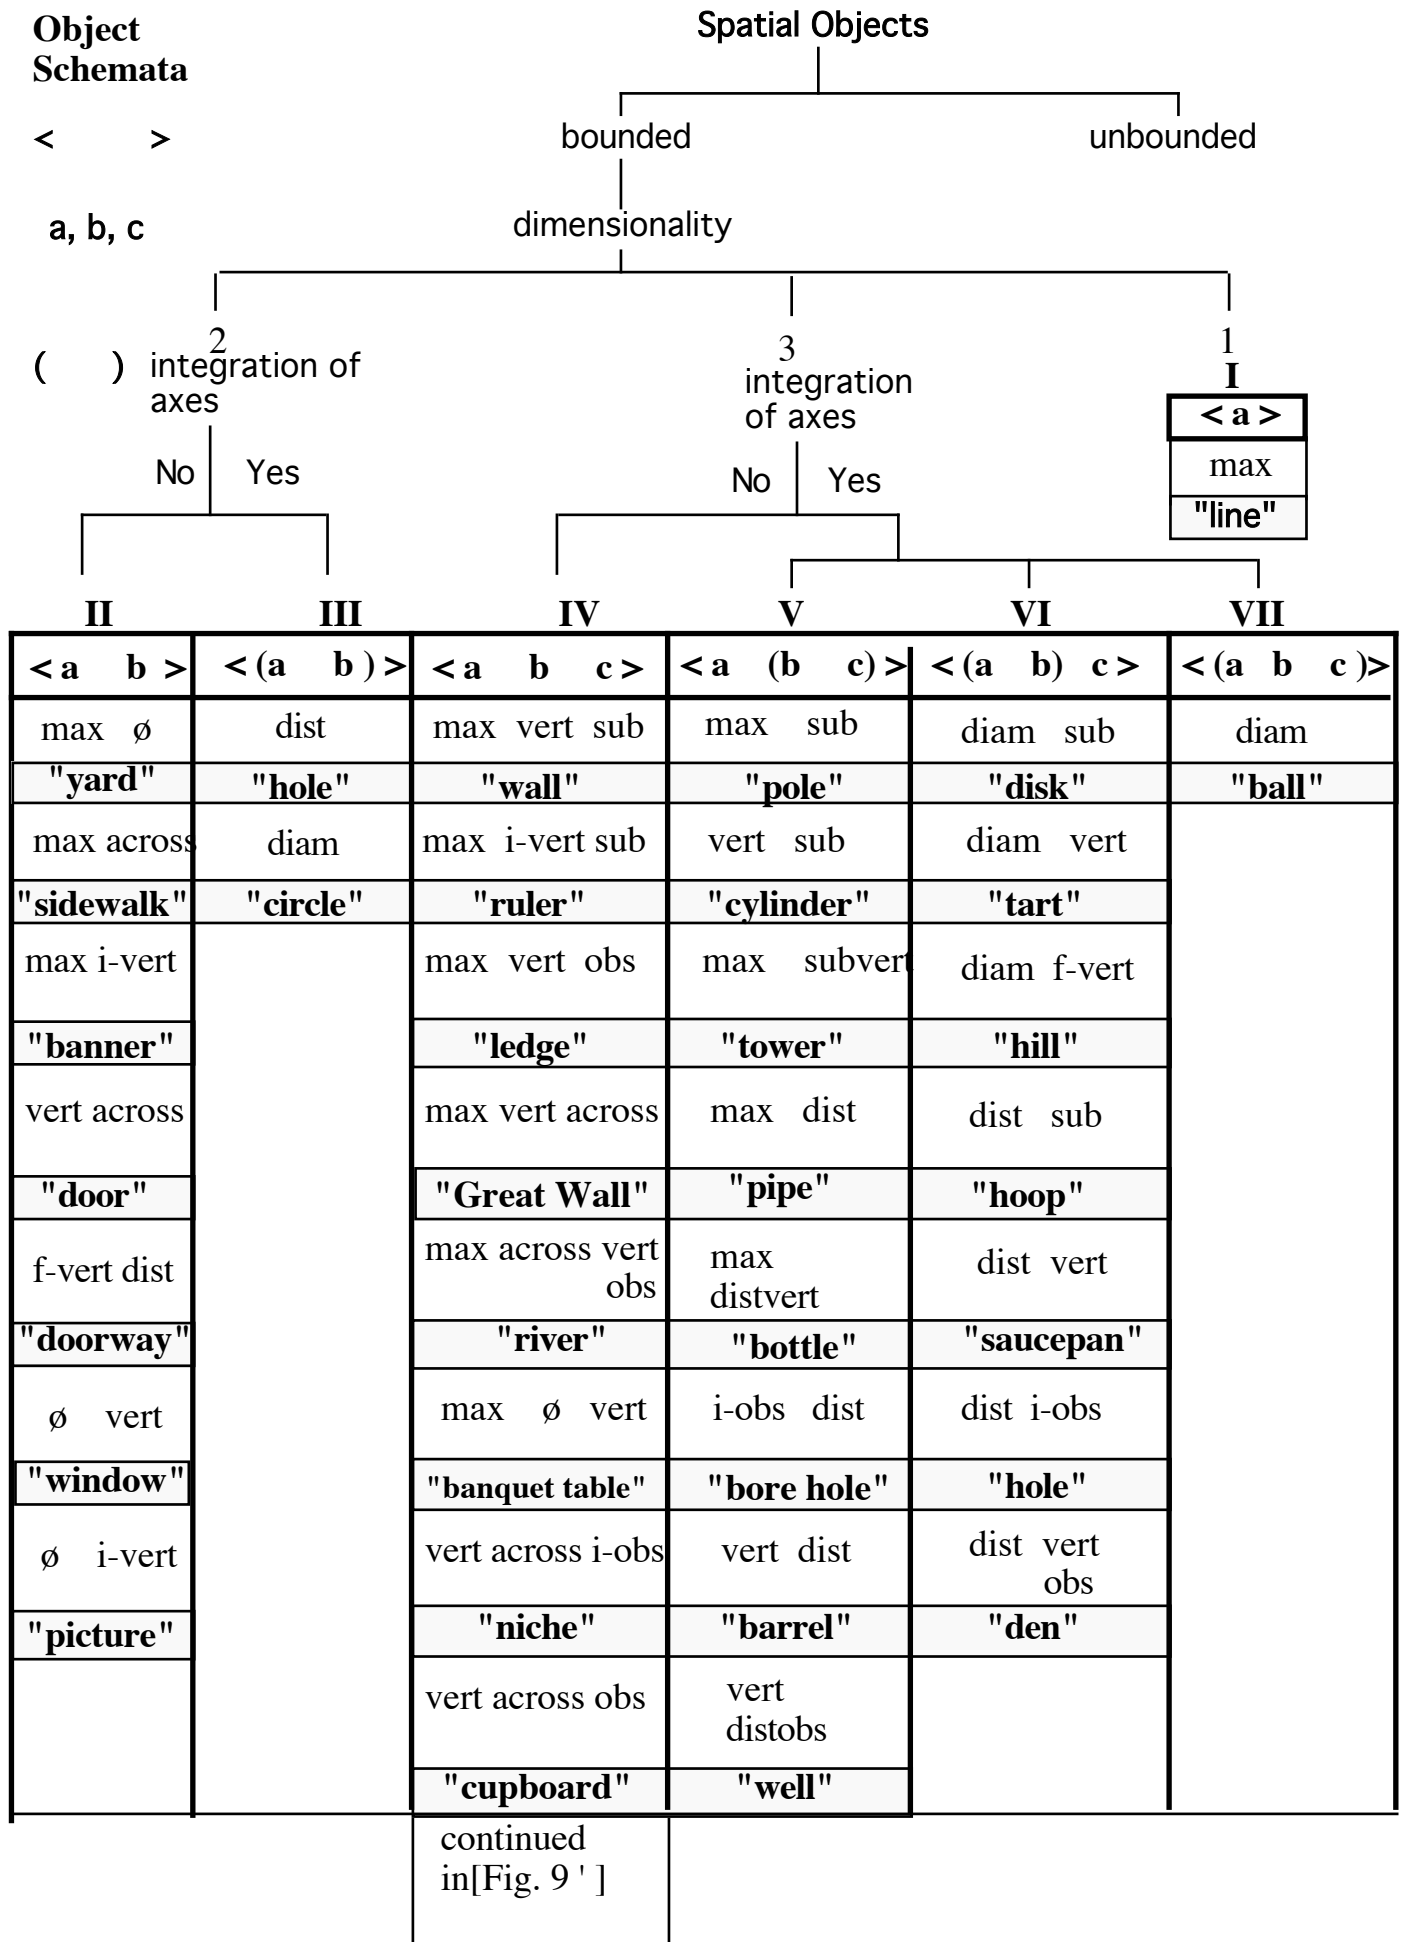 Object
Schemata
Spatial Objects
< >
bounded unbounded
a, b, c
dimensionality
2 3 1
( ) integration of
axes
integration
of axes
I
< a >
max
"line"
No Yes
No Yes
II III IV V VI VII
< a b > < (a b ) > < a b c > < a (b c) > < (a b) c > < (a b c )>
max ø dist max vert sub max sub diam sub diam
"yard" "hole" "wall" "pole" "disk" "ball"
max across diam max i-vert sub vert sub diam vert
"sidewalk" "circle" "ruler" "cylinder" "tart"
max i-vert max vert obs max subvert diam f-vert
"banner" "ledge" "tower" "hill"
vert across max vert across max dist dist sub
"door" "Great Wall" "pipe" "hoop"
f-vert dist max across vert
obs
max
distvert
dist vert
"doorway" "river" "bottle" "saucepan"
ø vert max ø vert i-obs dist dist i-obs
"window" "banquet table" "bore hole" "hole"
ø i-vert vert across i-obs vert dist dist vert
obs
"picture" "niche" "barrel" "den"
vert across obs vert
distobs
"cupboard" "well"
continued
in[Fig. 9 ' ]